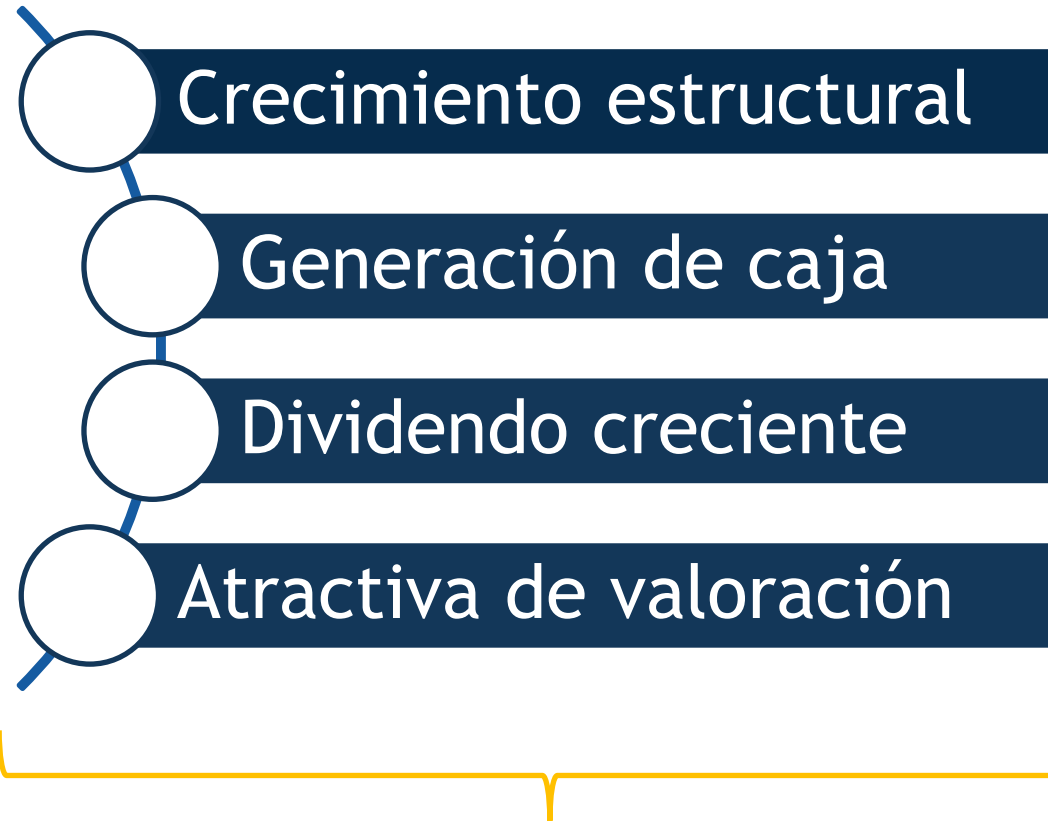 Crecimiento estructural
Generación de caja
Dividendo creciente
Atractiva de valoración